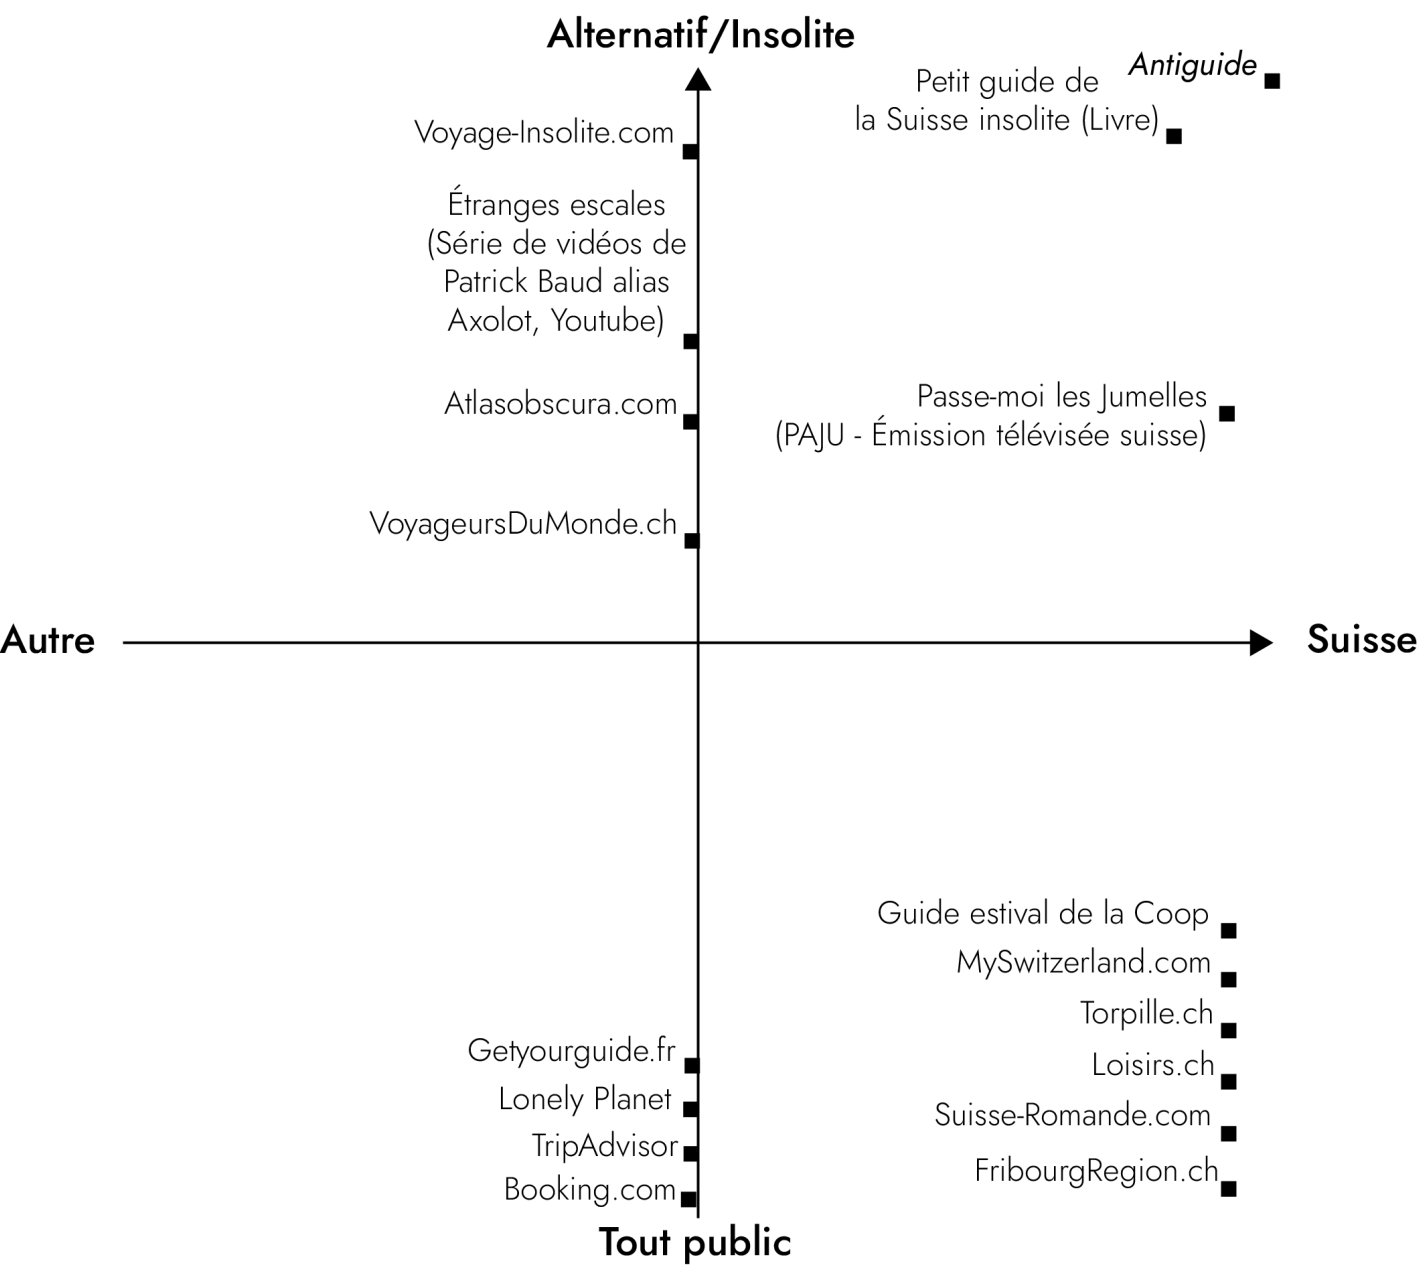 Alternatif/Insolite
Antiguide
Petit guide de
la Suisse insolite (Livre)
Voyage-Insolite.com
Étranges escales
(Série de vidéos de
Patrick Baud alias
Axolot, Youtube)
Atlasobscura.com
Passe-moi les Jumelles
(PAJU - Émission télévisée suisse)
VoyageursDuMonde.ch
Autre
Suisse
Guide estival de la Coop
MySwitzerland.com
Torpille.ch
Loisirs.ch
Suisse-Romande.com
FribourgRegion.ch
Getyourguide.fr
Lonely Planet
TripAdvisor
Booking.com
Tout public